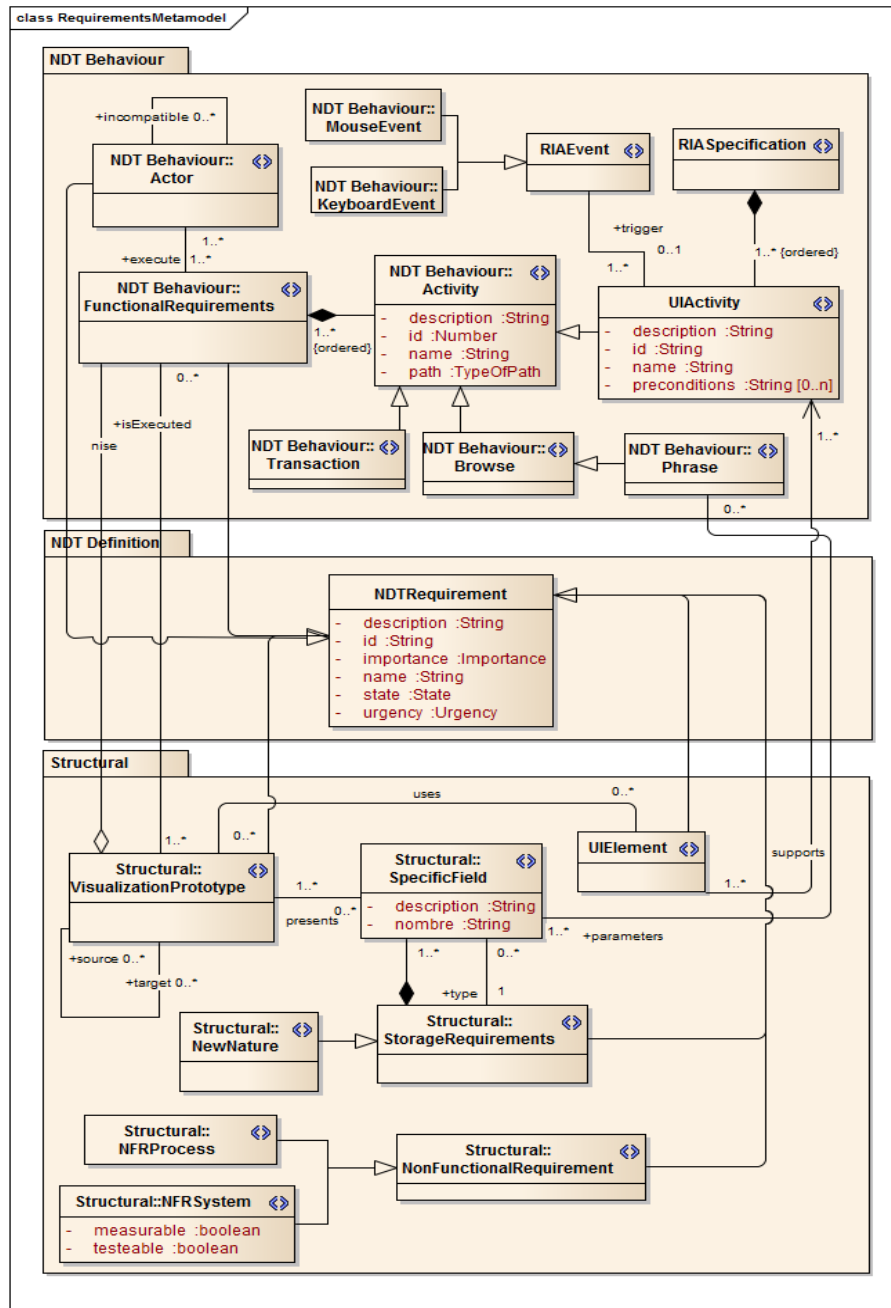 class RequirementsMetamodel
NDT Behaviour
+incompatible 0..*
NDT Behaviour::
MouseEvent
NDT Behaviour::
KeyboardEvent
RIAEvent
RIASpecification
NDT Behaviour::
Actor
1..*
+execute 1..*
+trigger
0..1
1..*
1..* {ordered}
NDT Behaviour::
FunctionalRequirements
1..*
{ordered}
NDT Behaviour::
Activity
- description :String
- id :Number
- name :String
- path :TypeOfPath
UIActivity
- description :String
- id :String
- name :String
- preconditions :String [0..n]
0..*
+isExecuted
nise
1..*
NDT Behaviour::
Transaction
NDT Behaviour::
Browse
NDT Behaviour::
Phrase
0..*
NDT Definition
NDTRequirement
- description :String
- id :String
- importance :Importance
- name :String
- state :State
- urgency :Urgency
Structural
uses
0..*
1..*
0..*
UIElement
supports
1..*
Structural::
VisualizationPrototype
1..*
presents
0..*
Structural::
SpecificField
- description :String
- nombre :String
1..*
+parameters
+source 0..*
+target 0..*
1..*
0..*
+type
1
Structural::
NewNature
Structural::
StorageRequirements
Structural::
NFRProcess
Structural::
NonFunctionalRequirement
Structural::NFRSystem
- measurable :boolean
- testeable :boolean